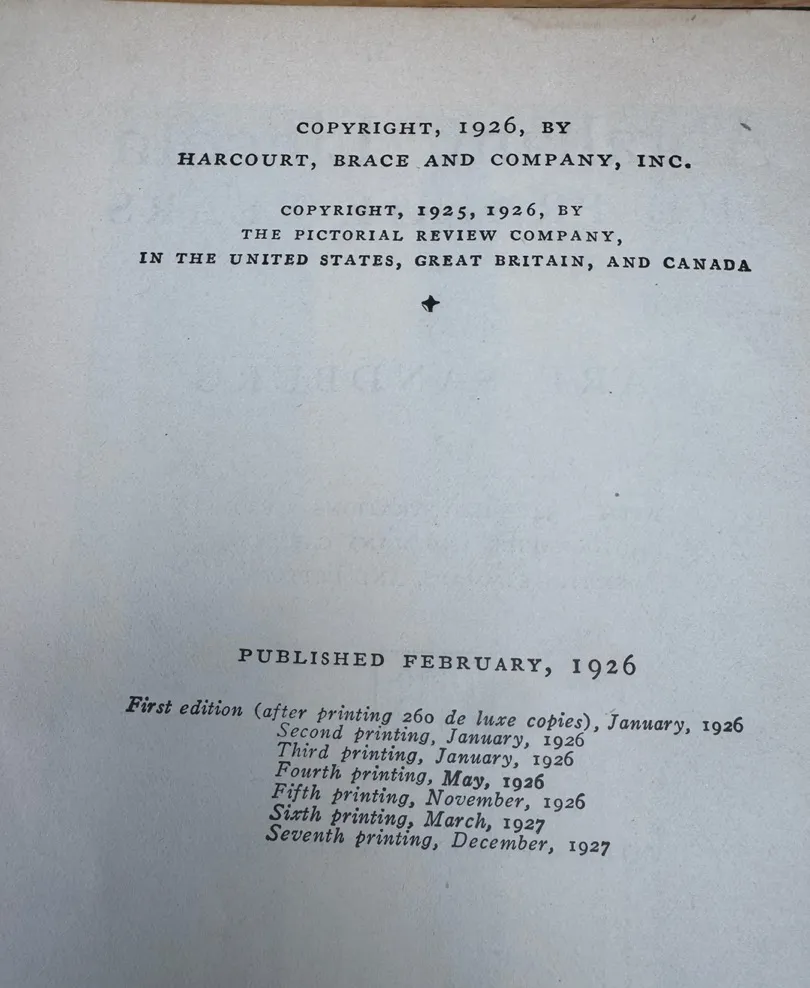 COPYRIGHT, 1926, BY
HARCOURT, BRACE AND COMPANY, INC.
COPYRIGHT, 1925, 1926, BY
THE PICTORIAL REVIEW COMPANY,
IN THE UNITED STATES, GREAT BRITAIN, AND CANADA
PUBLISHED FEBRUARY, 1926
First edition (after printing 260 de luxe copies), January, 1926
Second printing, January, 1926
Third printing, January, 1926
Fourth printing, May, 1926
Fifth printing, November, 1926
Sixth printing, March, 1927
Seventh printing, December, 1927